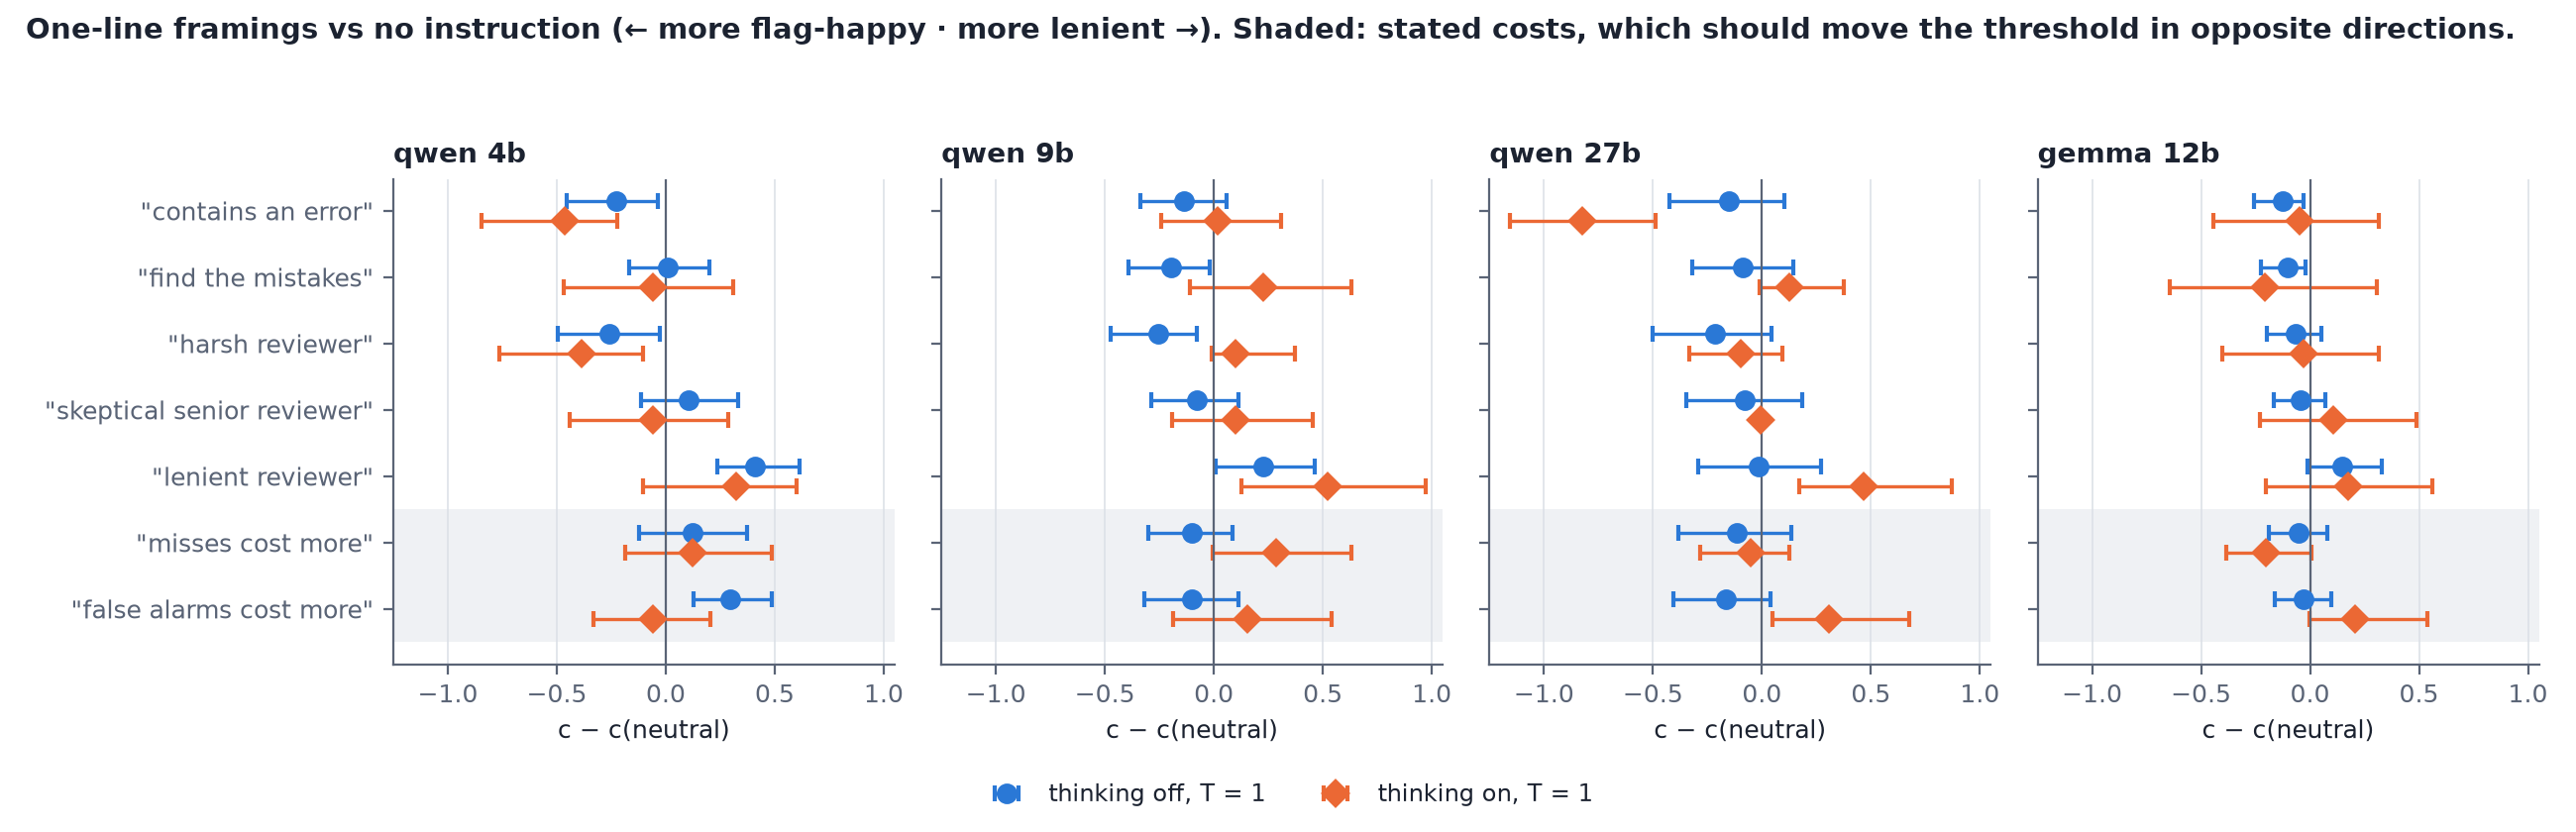 One-line framings vs no instruction (← more flag-happy · more lenient →). Shaded: stated costs, which should move the threshold in opposite directions.
qwen 4b
qwen 9b
qwen 27b
gemma 12b
"contains an error"
"find the mistakes"
"harsh reviewer"
"skeptical senior reviewer"
"lenient reviewer"
"misses cost more"
"false alarms cost more"
−1.0 −0.5 0.0 0.5 1.0
−1.0 −0.5 0.0 0.5 1.0
−1.0 −0.5 0.0 0.5 1.0
−1.0 −0.5 0.0 0.5 1.0
c − c(neutral)
c − c(neutral)
c − c(neutral)
c − c(neutral)
thinking off, T = 1
thinking on, T = 1